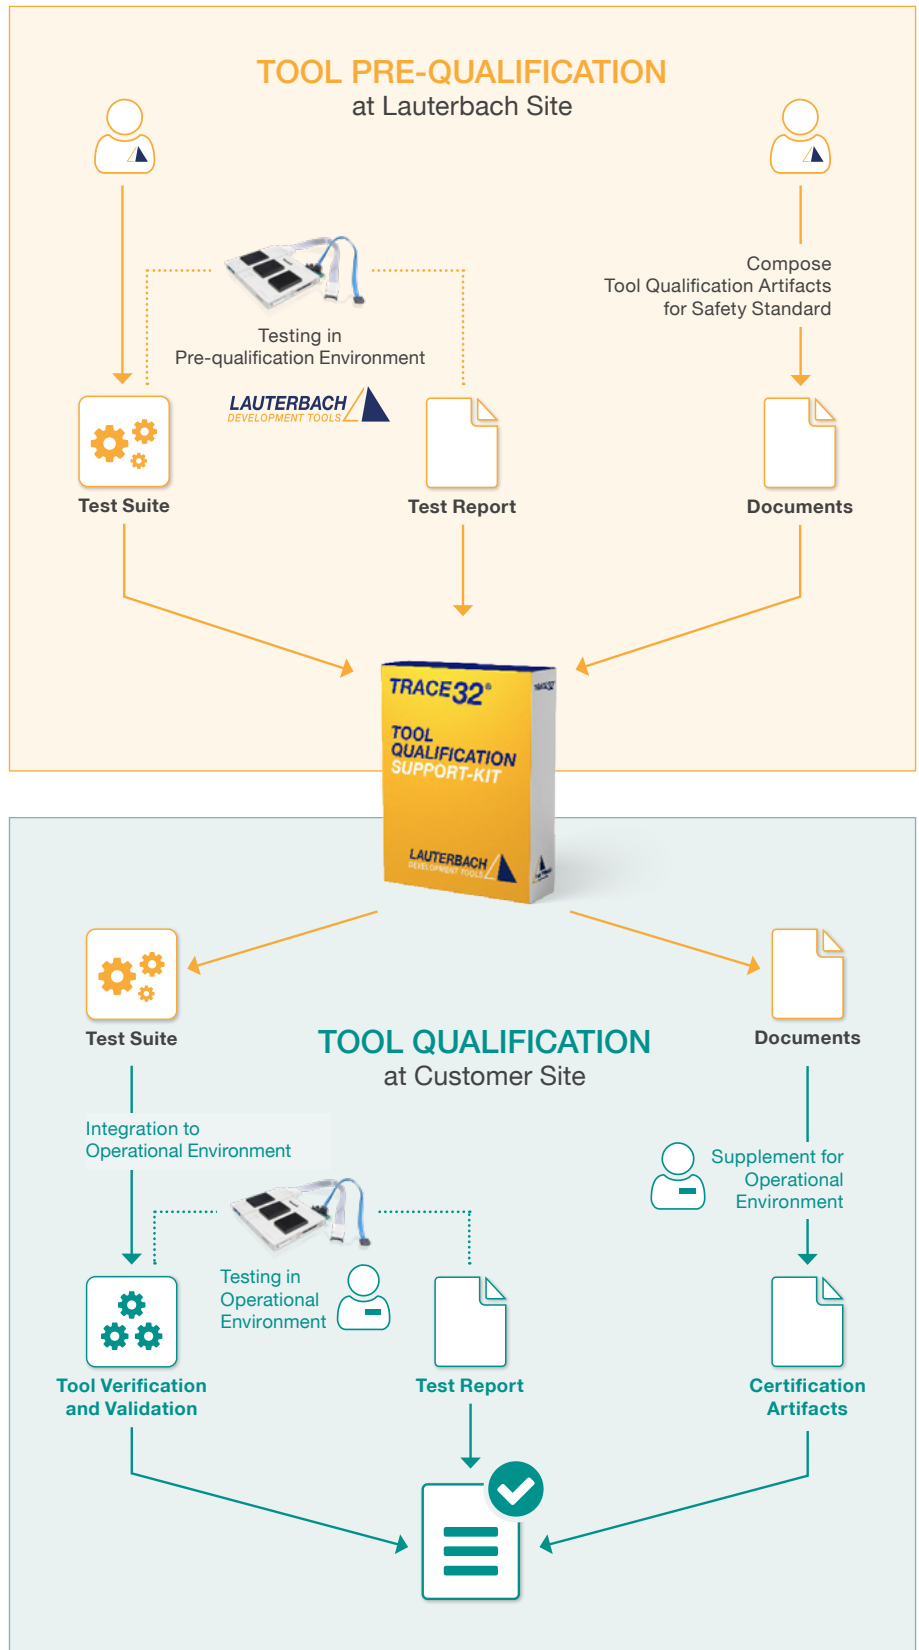 TOOL PRE-QUALIFICATION
at Lauterbach Site
Compose
Tool Qualification Artifacts
for Safety Standard
Testing in
Pre-qualification Environment
LAUTERBACH
DEVELOPMENT TOOLS
Test Suite
Test Report
Documents
TRACE32®
TRACE32
TOOL
QUALIFICATION
SUPPORT-KIT
LAUTERBACH
DEVELOPMENT TOOLS
Test Suite
Documents
TOOL QUALIFICATION
at Customer Site
Integration to
Operational Environment
Supplement for
Operational
Environment
Testing in
Operational
Environment
Tool Verification
and Validation
Test Report
Certification
Artifacts